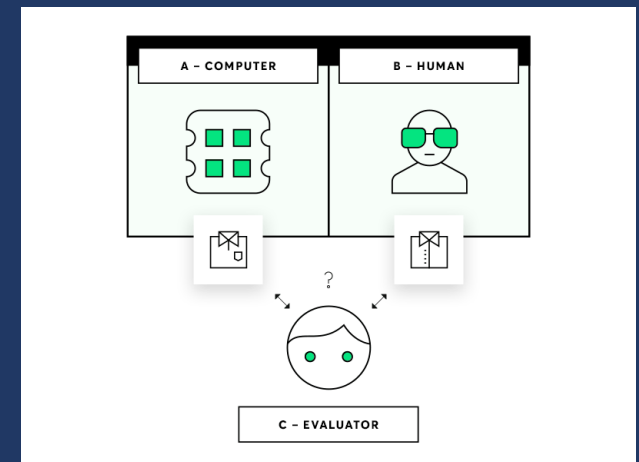 A – COMPUTER
B – HUMAN
?
C – EVALUATOR